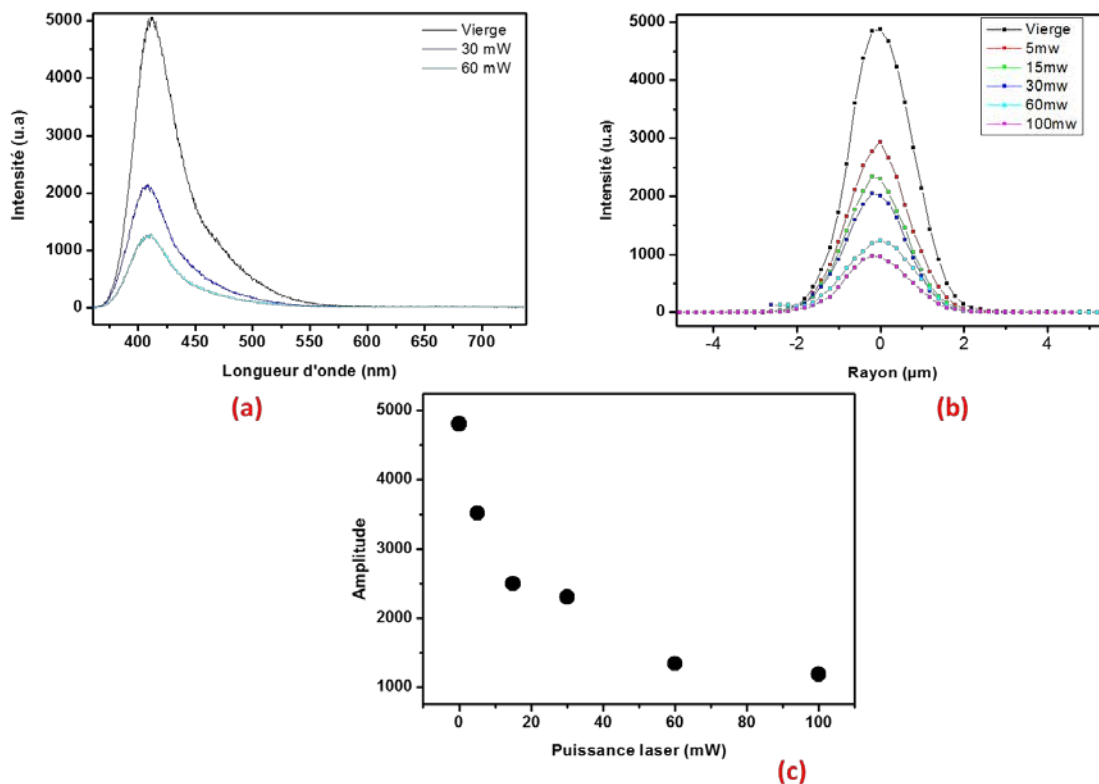 5000
4000
3000
2000
1000
0
Intensité (u.a)
Vierge
30 mW
60 mW
400 450 500 550 600 650 700
Longueur d'onde (nm)
(a)
5000
4000
3000
2000
1000
0
Intensité (u.a)
Vierge
5mw
15mw
30mw
60mw
100mw
-4 -2 0 2 4
Rayon (µm)
(b)
5000
4000
3000
2000
1000
Amplitude
0 20 40 60 80 100
Puissance laser (mW)
(c)